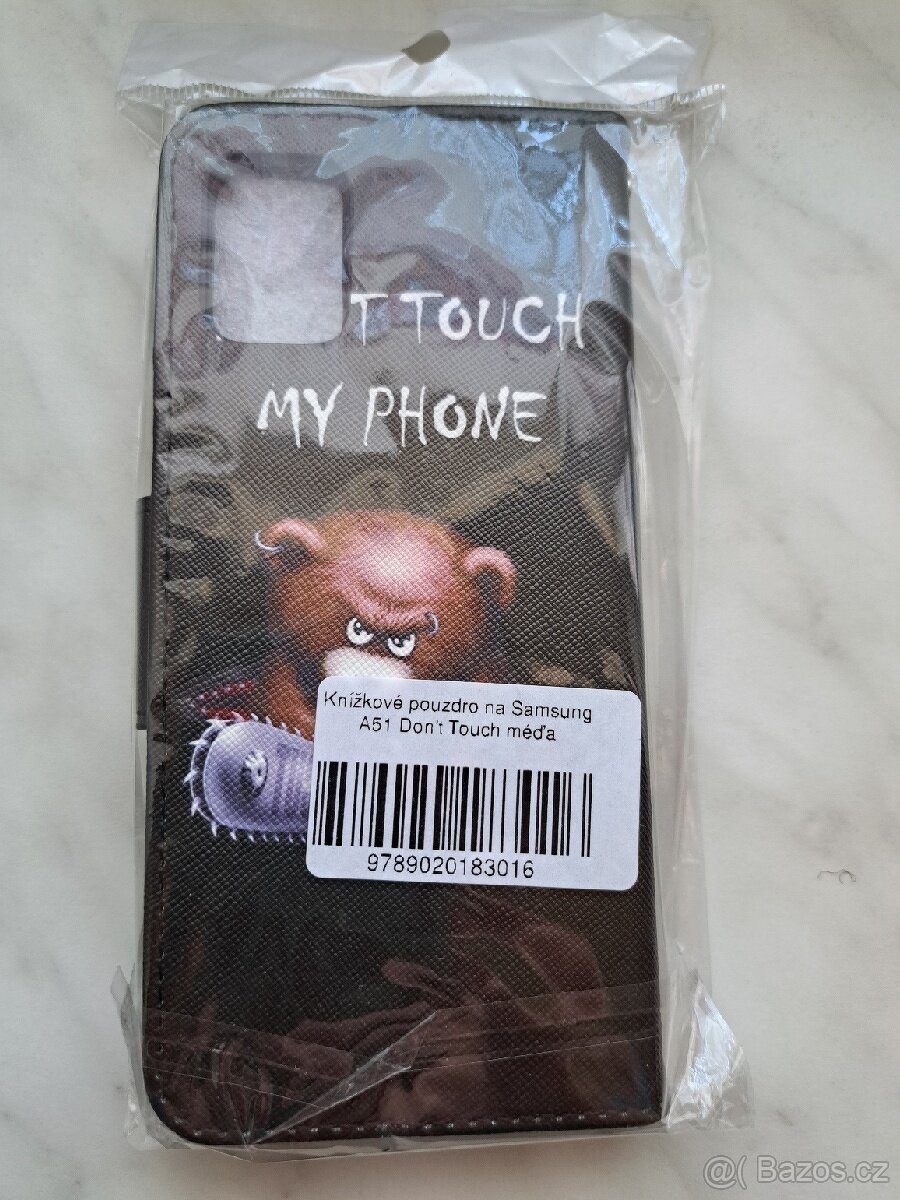 T TOUCH
MY PHONE
Knížkové pouzdro na Samsung
A51 Don't Touch méďa
9789020183016
@( Bazos.cz